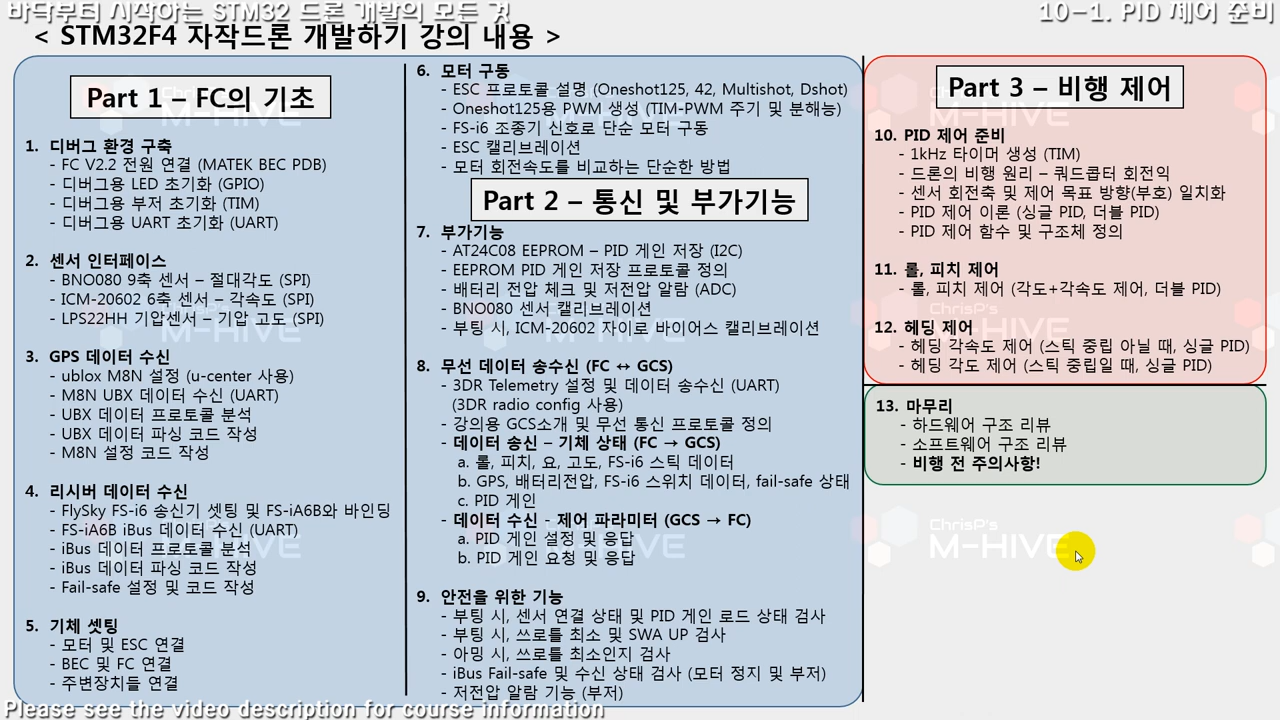 바닥부터 시작하는 STM32 드론 개발의 모든 것
10-1. PID 제어 준비
< STM32F4 자작드론 개발하기 강의 내용 >
Part 1 – FC의 기초
1. 디버그 환경 구축
- FC V2.2 전원 연결 (MATEK BEC PDB)
- 디버그용 LED 초기화 (GPIO)
- 디버그용 부저 초기화 (TIM)
- 디버그용 UART 초기화 (UART)
2. 센서 인터페이스
- BNO080 9축 센서 – 절대각도 (SPI)
- ICM-20602 6축 센서 – 각속도 (SPI)
- LPS22HH 기압센서 – 기압 고도 (SPI)
3. GPS 데이터 수신
- ublox M8N 설정 (u-center 사용)
- M8N UBX 데이터 수신 (UART)
- UBX 데이터 프로토콜 분석
- UBX 데이터 파싱 코드 작성
- M8N 설정 코드 작성
4. 리시버 데이터 수신
- FlySky FS-i6 송신기 셋팅 및 FS-iA6B와 바인딩
- FS-iA6B iBus 데이터 수신 (UART)
- iBus 데이터 프로토콜 분석
- iBus 데이터 파싱 코드 작성
- Fail-safe 설정 및 코드 작성
5. 기체 셋팅
- 모터 및 ESC 연결
- BEC 및 FC 연결
- 주변장치들 연결
6. 모터 구동
- ESC 프로토콜 설명 (Oneshot125, 42, Multishot, Dshot)
- Oneshot125용 PWM 생성 (TIM-PWM 주기 및 분해능)
- FS-i6 조종기 신호로 단순 모터 구동
- ESC 캘리브레이션
- 모터 회전속도를 비교하는 단순한 방법
Part 2 – 통신 및 부가기능
7. 부가기능
- AT24C08 EEPROM – PID 게인 저장 (I2C)
- EEPROM PID 게인 저장 프로토콜 정의
- 배터리 전압 체크 및 저전압 알람 (ADC)
- BNO080 센서 캘리브레이션
- 부팅 시, ICM-20602 자이로 바이어스 캘리브레이션
8. 무선 데이터 송수신 (FC ↔ GCS)
- 3DR Telemetry 설정 및 데이터 송수신 (UART)
(3DR radio config 사용)
- 강의용 GCS소개 및 무선 통신 프로토콜 정의
- 데이터 송신 – 기체 상태 (FC → GCS)
a. 롤, 피치, 요, 고도, FS-i6 스틱 데이터
b. GPS, 배터리전압, FS-i6 스위치 데이터, fail-safe 상태
c. PID 게인
- 데이터 수신 - 제어 파라미터 (GCS → FC)
a. PID 게인 설정 및 응답
b. PID 게인 요청 및 응답
9. 안전을 위한 기능
- 부팅 시, 센서 연결 상태 및 PID 게인 로드 상태 검사
- 부팅 시, 쓰로틀 최소 및 SWA UP 검사
- 아밍 시, 쓰로틀 최소인지 검사
- iBus Fail-safe 및 수신 상태 검사 (모터 정지 및 부저)
- 저전압 알람 기능 (부저)
Part 3 – 비행 제어
10. PID 제어 준비
- 1kHz 타이머 생성 (TIM)
- 드론의 비행 원리 – 쿼드콥터 회전익
- 센서 회전축 및 제어 목표 방향(부호) 일치화
- PID 제어 이론 (싱글 PID, 더블 PID)
- PID 제어 함수 및 구조체 정의
11. 롤, 피치 제어
- 롤, 피치 제어 (각도+각속도 제어, 더블 PID)
12. 헤딩 제어
- 헤딩 각속도 제어 (스틱 중립 아닐 때, 싱글 PID)
- 헤딩 각도 제어 (스틱 중립일 때, 싱글 PID)
13. 마무리
- 하드웨어 구조 리뷰
- 소프트웨어 구조 리뷰
- 비행 전 주의사항!
ChrisP's
M-HIVE
Please see the video description for course information